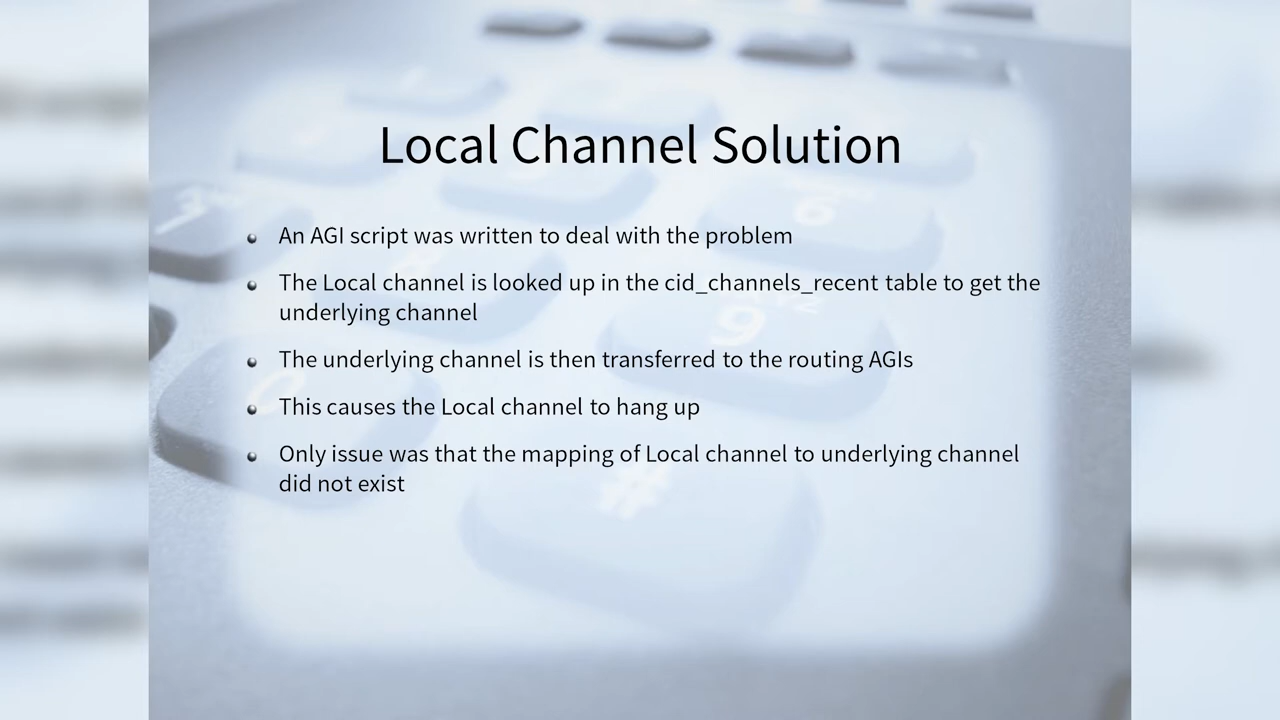 Local Channel Solution
An AGI script was written to deal with the problem
The Local channel is looked up in the cid_channels_recent table to get the
underlying channel
The underlying channel is then transferred to the routing AGIs
This causes the Local channel to hang up
Only issue was that the mapping of Local channel to underlying channel
did not exist
3
6
9
#